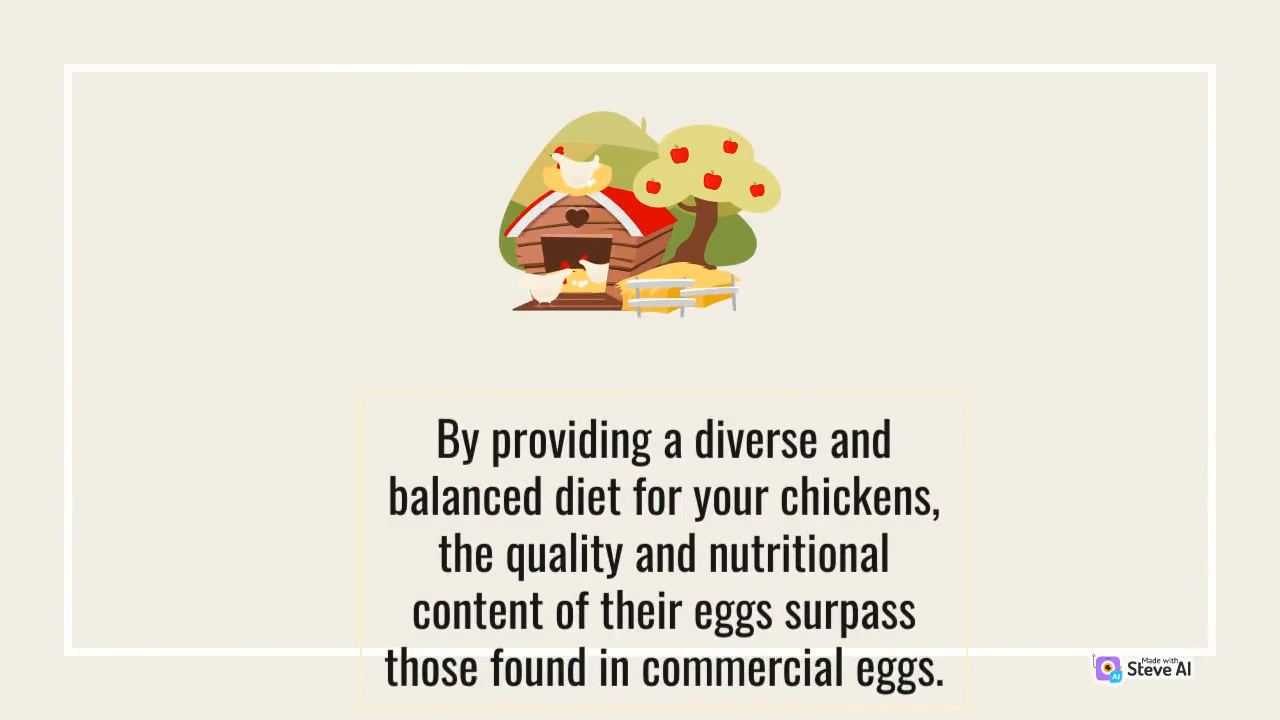 By providing a diverse and
balanced diet for your chickens,
the quality and nutritional
content of their eggs surpass
those found in commercial eggs.
Made with
Steve AI
AI